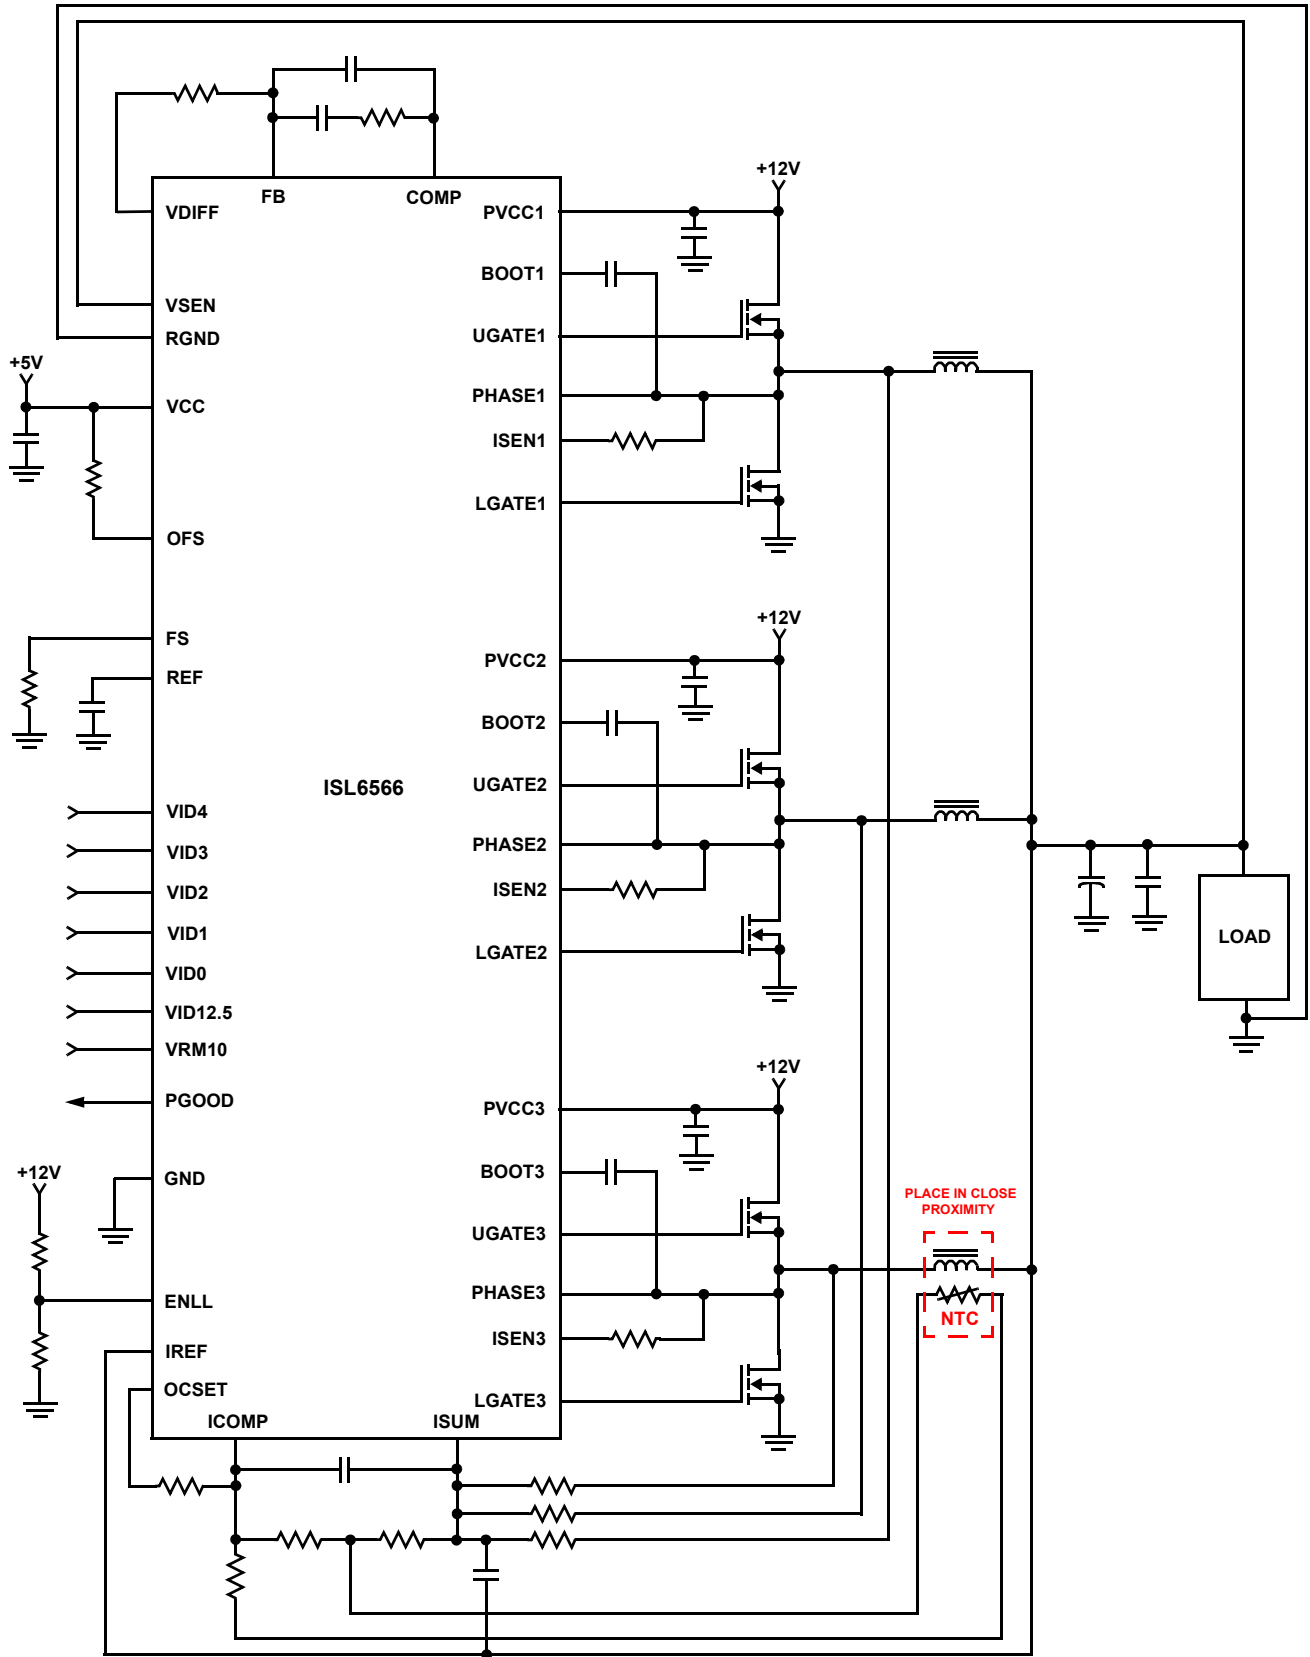 FB
COMP
VDIFF
VSEN
RGND
+5V
VCC
OFS
FS
REF
ISL6566
VID4
VID3
VID2
VID1
VID0
VID12.5
VRM10
PGOOD
+12V
GND
ENLL
IREF
OCSET
ICOMP
ISUM
+12V
PVCC1
BOOT1
UGATE1
PHASE1
ISEN1
LGATE1
+12V
PVCC2
BOOT2
UGATE2
PHASE2
ISEN2
LGATE2
+12V
PVCC3
BOOT3
UGATE3
PHASE3
ISEN3
LGATE3
LOAD
PLACE IN CLOSE
PROXIMITY
NTC